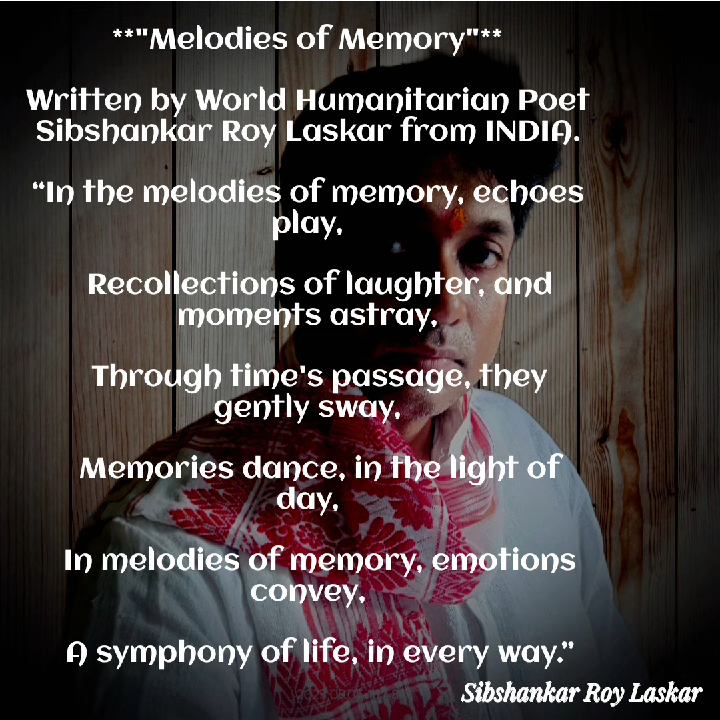 **"Melodies of Memory"**
Written by World Humanitarian Poet
Sibshankar Roy Laskar from INDIA.
“In the melodies of memory, echoes
play,
Recollections of laughter, and
moments astray,
Through time's passage, they
gently sway,
Memories dance, in the light of
day,
In melodies of memory, emotions
convey,
A symphony of life, in every way.”
Sibshankar Roy Laskar